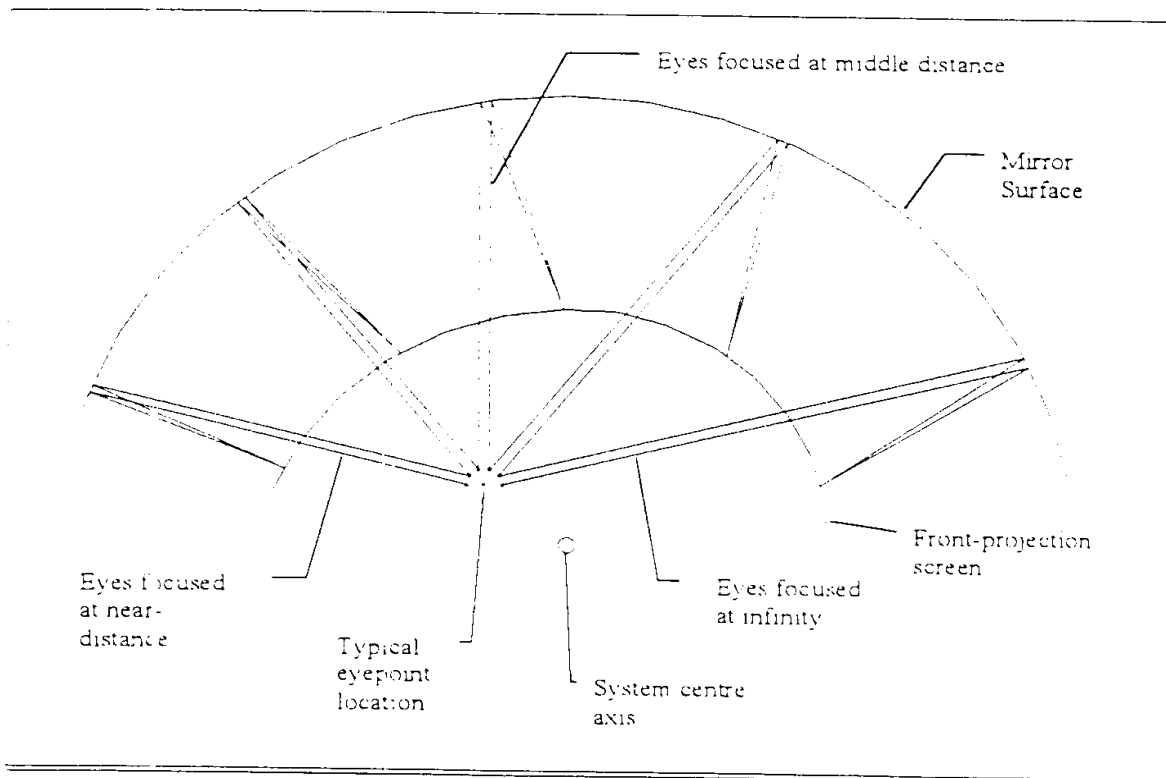 Eyes focused at middle distance
Mirror
Surface
Front-projection
screen
Eyes focused
at near-
distance
Eyes focused
at infinity
Typical
eyepoint
location
System centre
axis